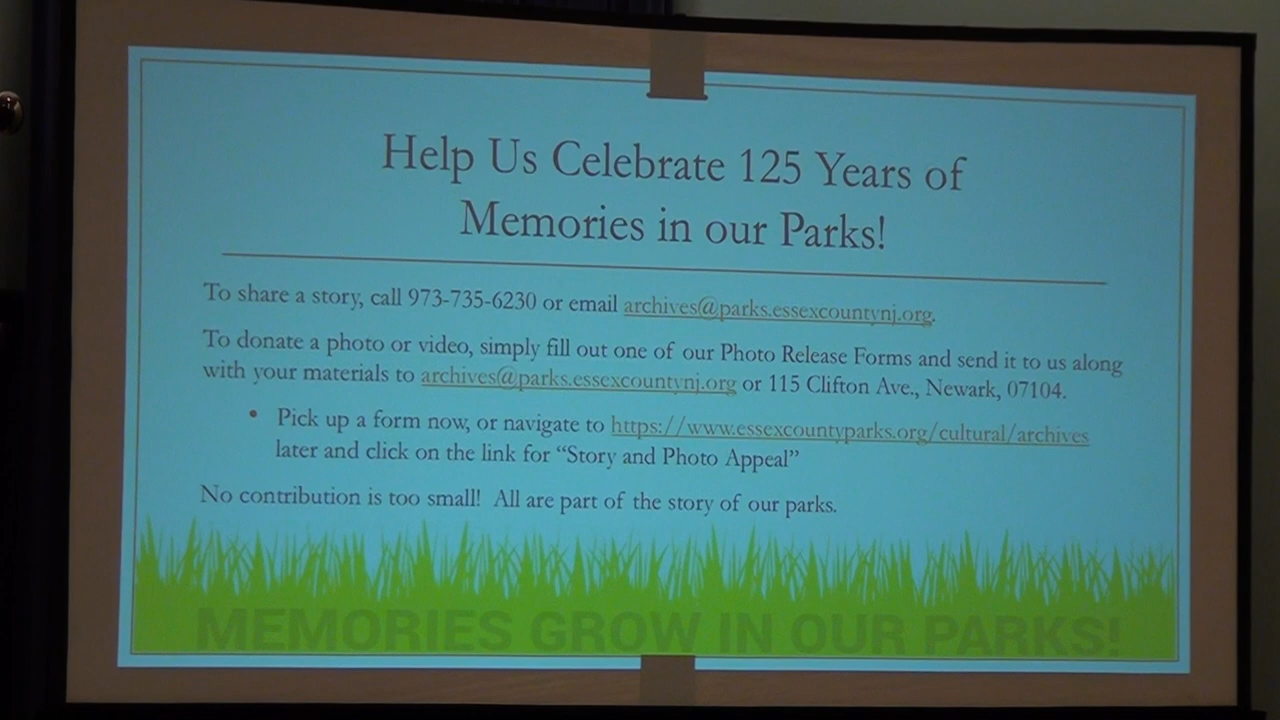 Help Us Celebrate 125 Years of
Memories in our Parks!
To share a story, call 973-735-6230 or email archives@parks.essexcountynj.org.
To donate a photo or video, simply fill out one of our Photo Release Forms and send it to us along
with your materials to archives@parks.essexcountynj.org or 115 Clifton Ave., Newark, 07104.
• Pick up a form now, or navigate to https://www.essexcountyparks.org/cultural/archives
later and click on the link for “Story and Photo Appeal”
No contribution is too small!  All are part of the story of our parks.
MEMORIES GROW IN OUR PARKS!